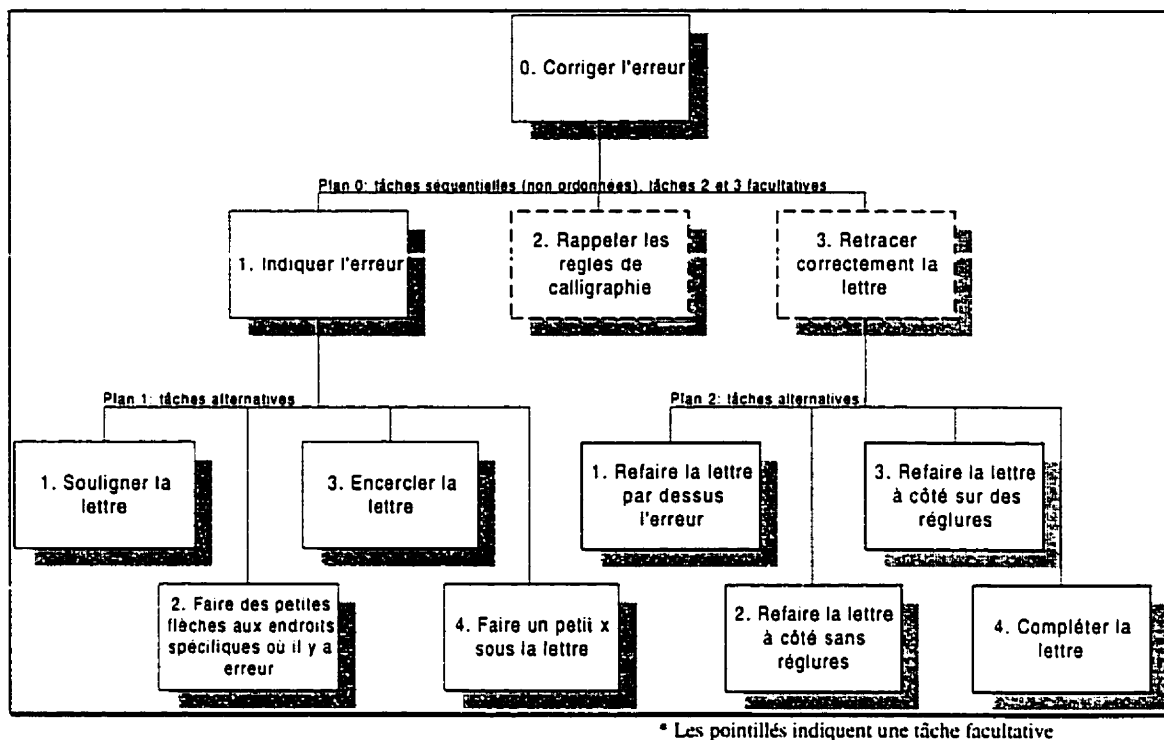 0. Corriger l'erreur
Plan 0: tâches séquentielles (non ordonnées), tâches 2 et 3 facultatives
1. Indiquer l'erreur
2. Rappeler les
règles de
calligraphie
3. Retracer
correctement la
lettre
Plan 1: tâches alternatives
Plan 2: tâches alternatives
1. Souligner la
lettre
3. Encercler la
lettre
1. Refaire la lettre
par dessus
l'erreur
3. Refaire la lettre
à côté sur des
réglures
2. Faire des petites
flèches aux endroits
spécifiques où il y a
erreur
4. Faire un petit x
sous la lettre
2. Refaire la lettre
à côté sans
réglures
4. Compléter la
lettre
* Les pointillés indiquent une tâche facultative